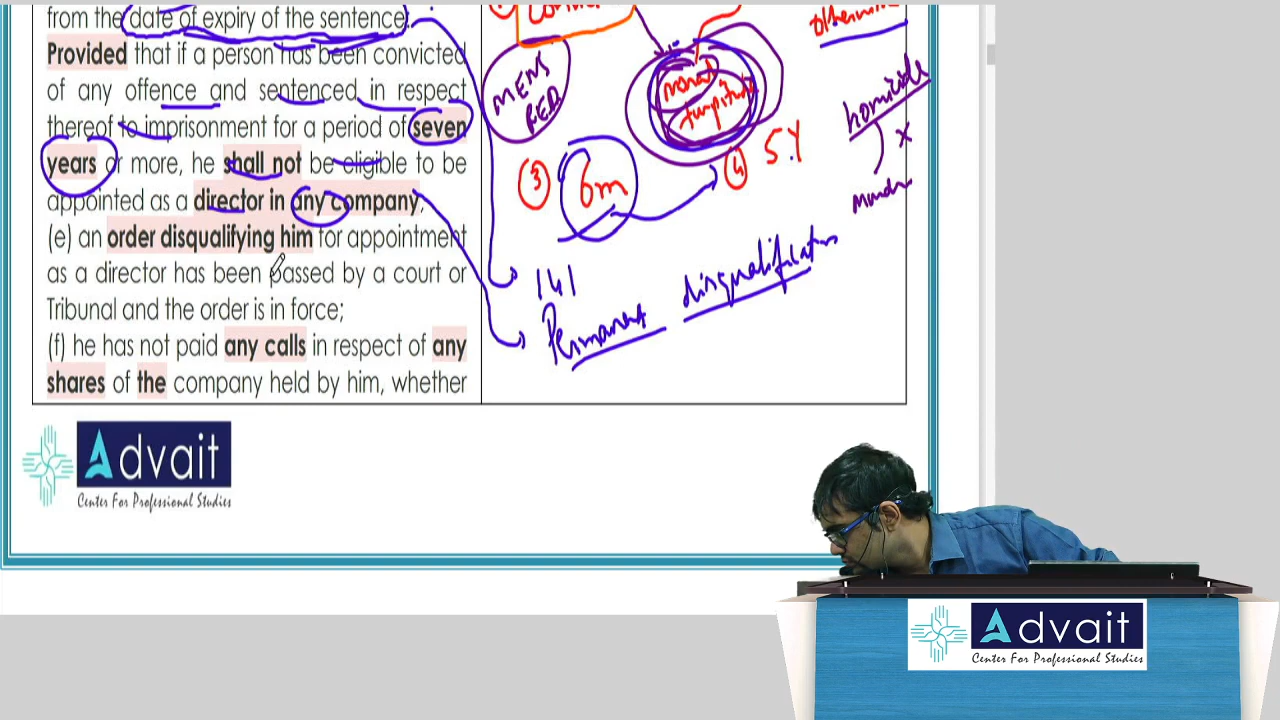 from the date of expiry of the sentence.
Provided that if a person has been convicted
of any offence and sentenced in respect
thereof to imprisonment for a period of seven
years or more, he shall not be eligible to be
appointed as a director in any company;
(e) an order disqualifying him for appointment
as a director has been passed by a court or
Tribunal and the order is in force;
(f) he has not paid any calls in respect of any
shares of the company held by him, whether
MENS
moral
turpitude
homicide
X
3
6m
4
5.Y
141
Permanent disqualification
Advait
Center For Professional Studies
Advait
Center For Professional Studies